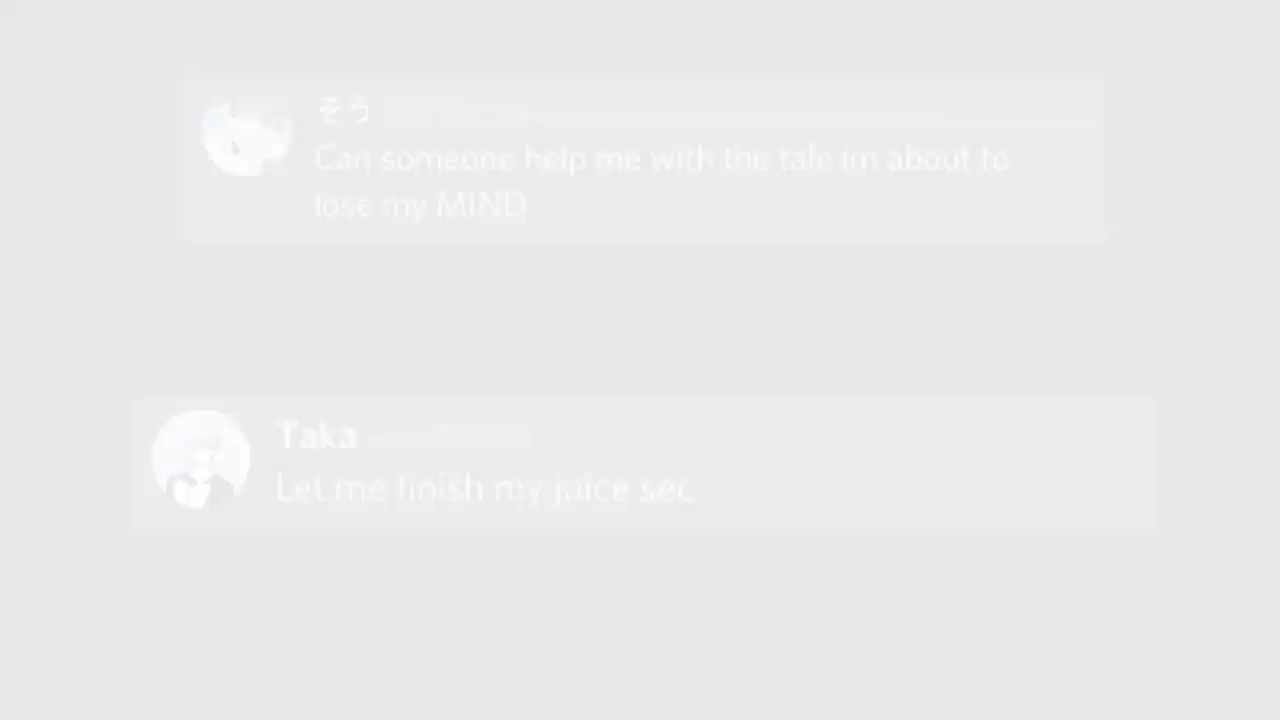 そう
Can someone help me with the tale im about to
lose my MIND
Taka
Let me finish my juice sec